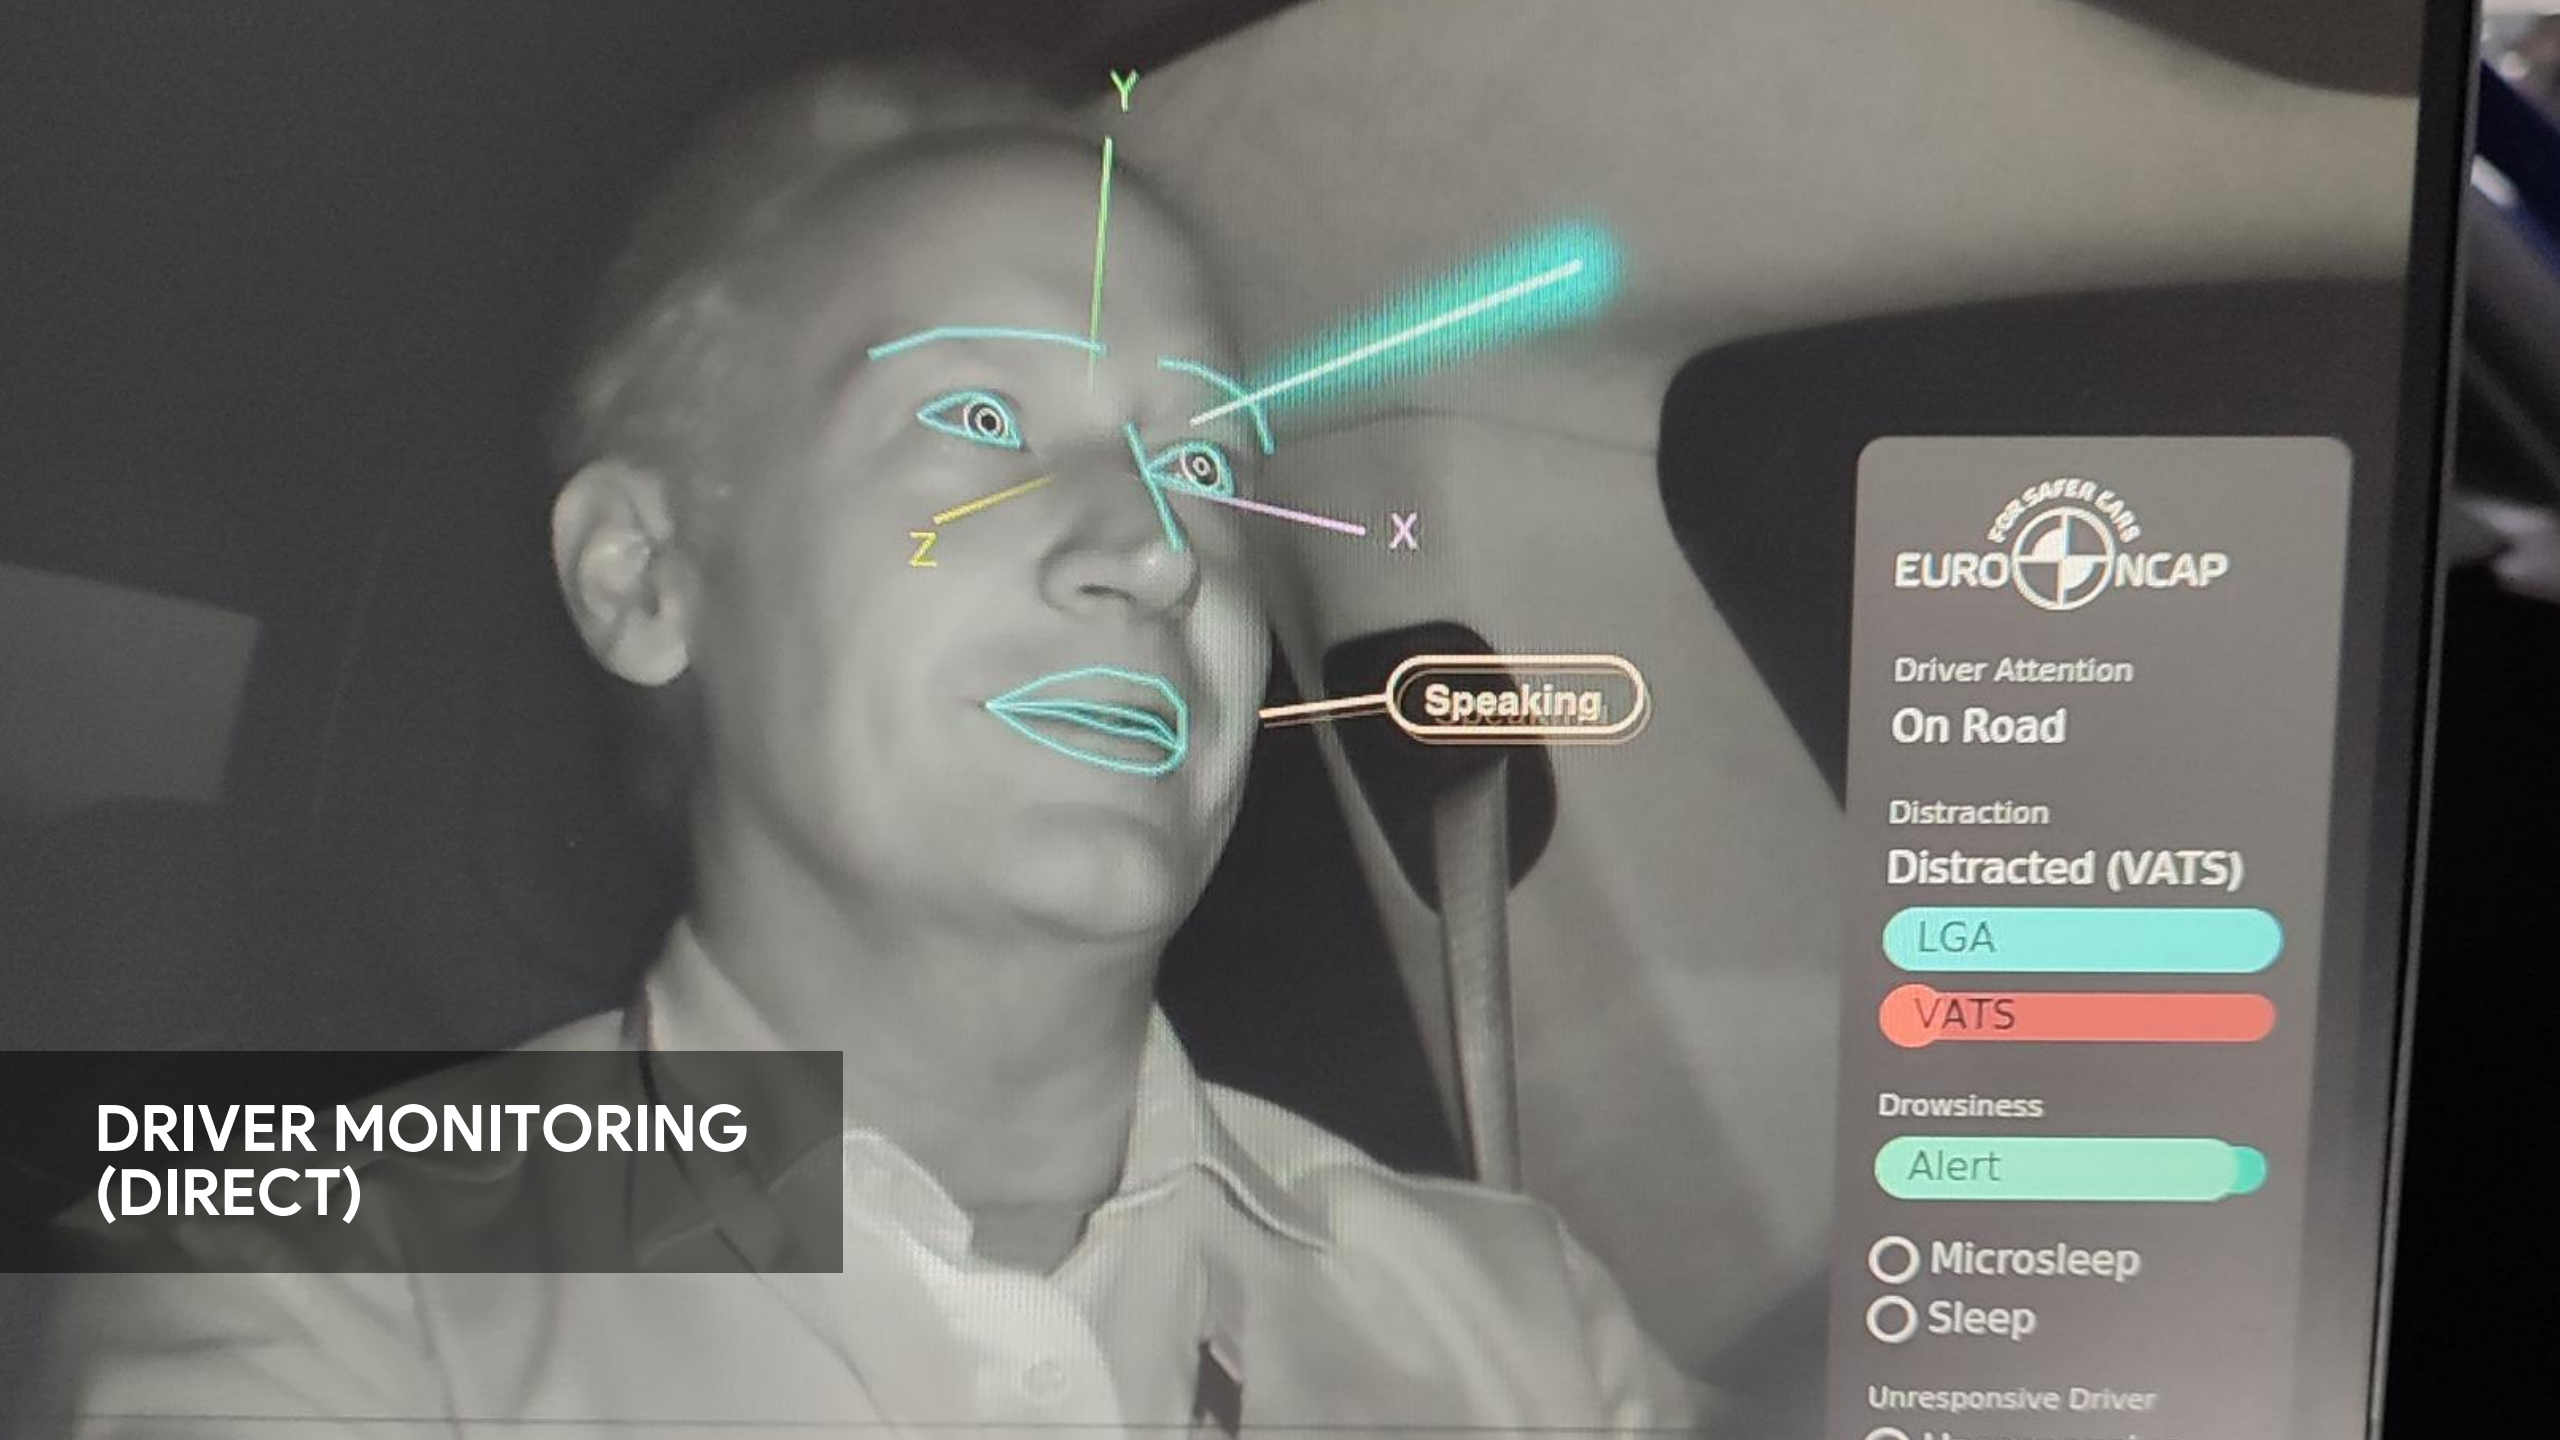 Y
Z
X
Speaking
FOR SAFER CARS
EURO NCAP
Driver Attention
On Road
Distraction
Distracted (VATS)
LGA
VATS
Drowsiness
Alert
Microsleep
Sleep
Unresponsive Driver
DRIVER MONITORING
(DIRECT)